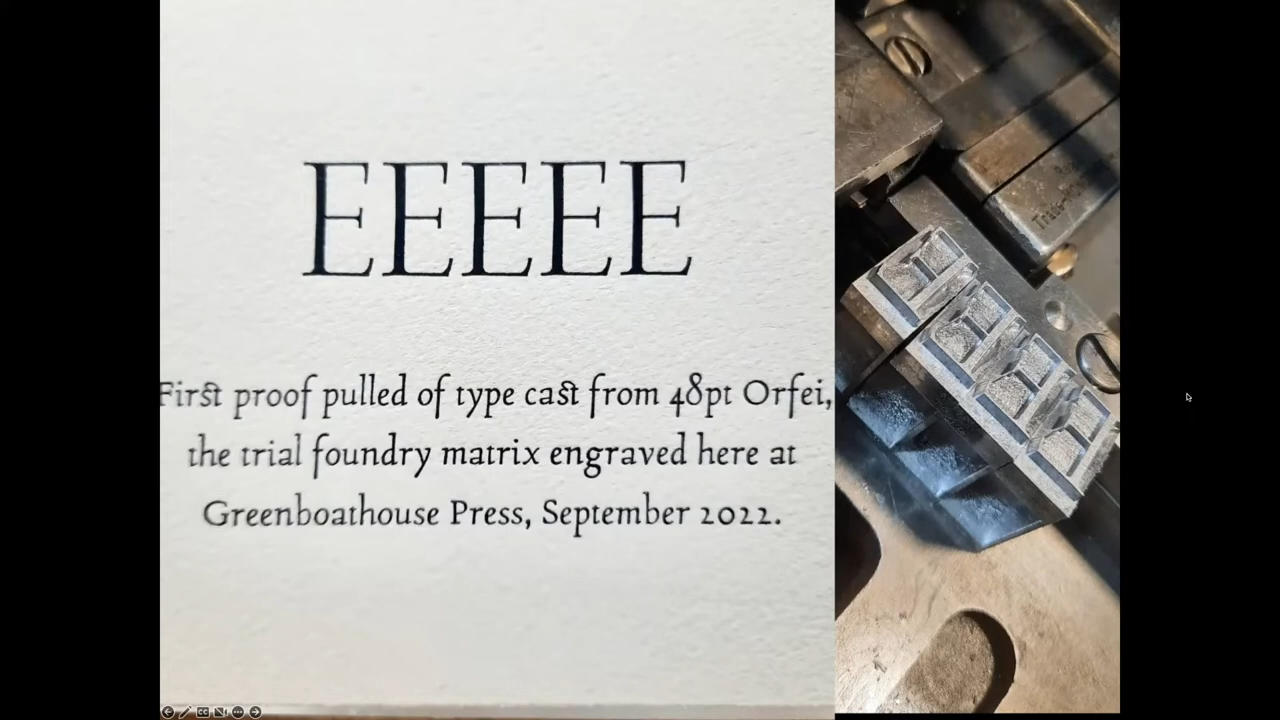 EEEEE
First proof pulled of type cast from 48pt Orfei,
the trial foundry matrix engraved here at
Greenboathouse Press, September 2022.